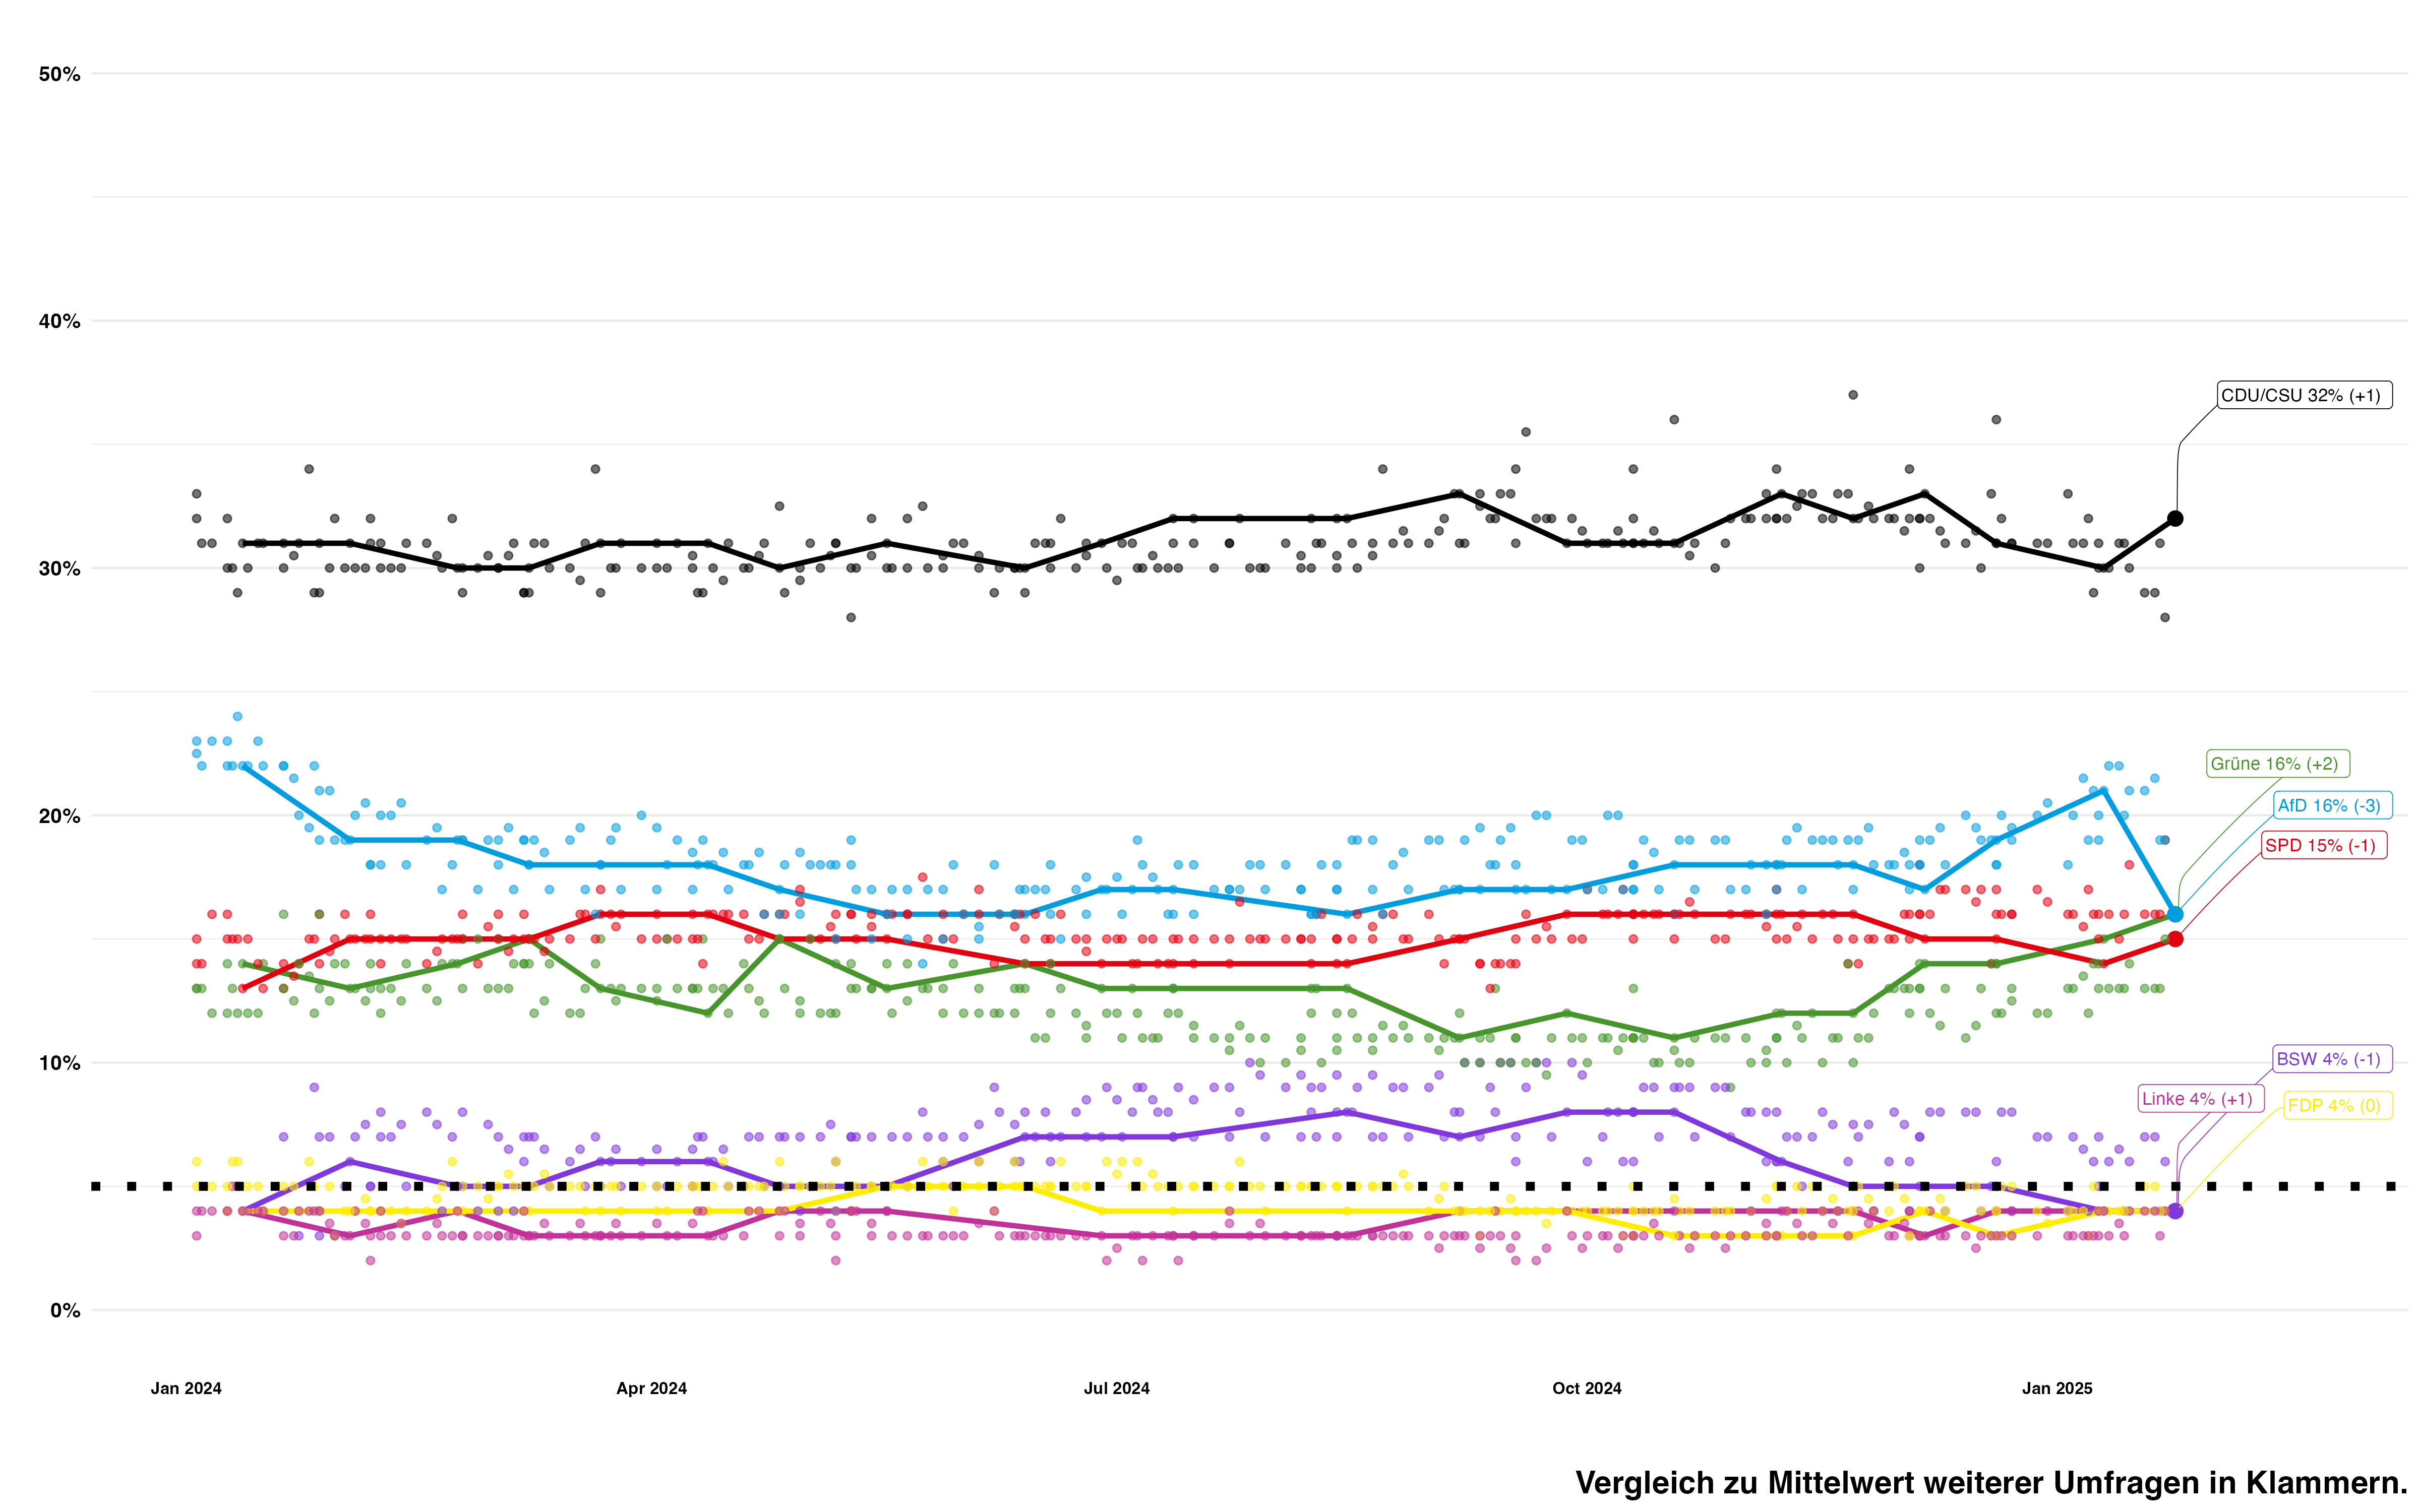 50%
40%
CDU/CSU 32% (+1)
30%
Grüne 16% (+2)
AfD 16% (-3)
20%
SPD 15% (-1)
10%
BSW 4% (-1)
Linke 4% (+1)
FDP 4% (0)
0%
Jan 2024 Apr 2024 Jul 2024 Oct 2024 Jan 2025
Vergleich zu Mittelwert weiterer Umfragen in Klammern.